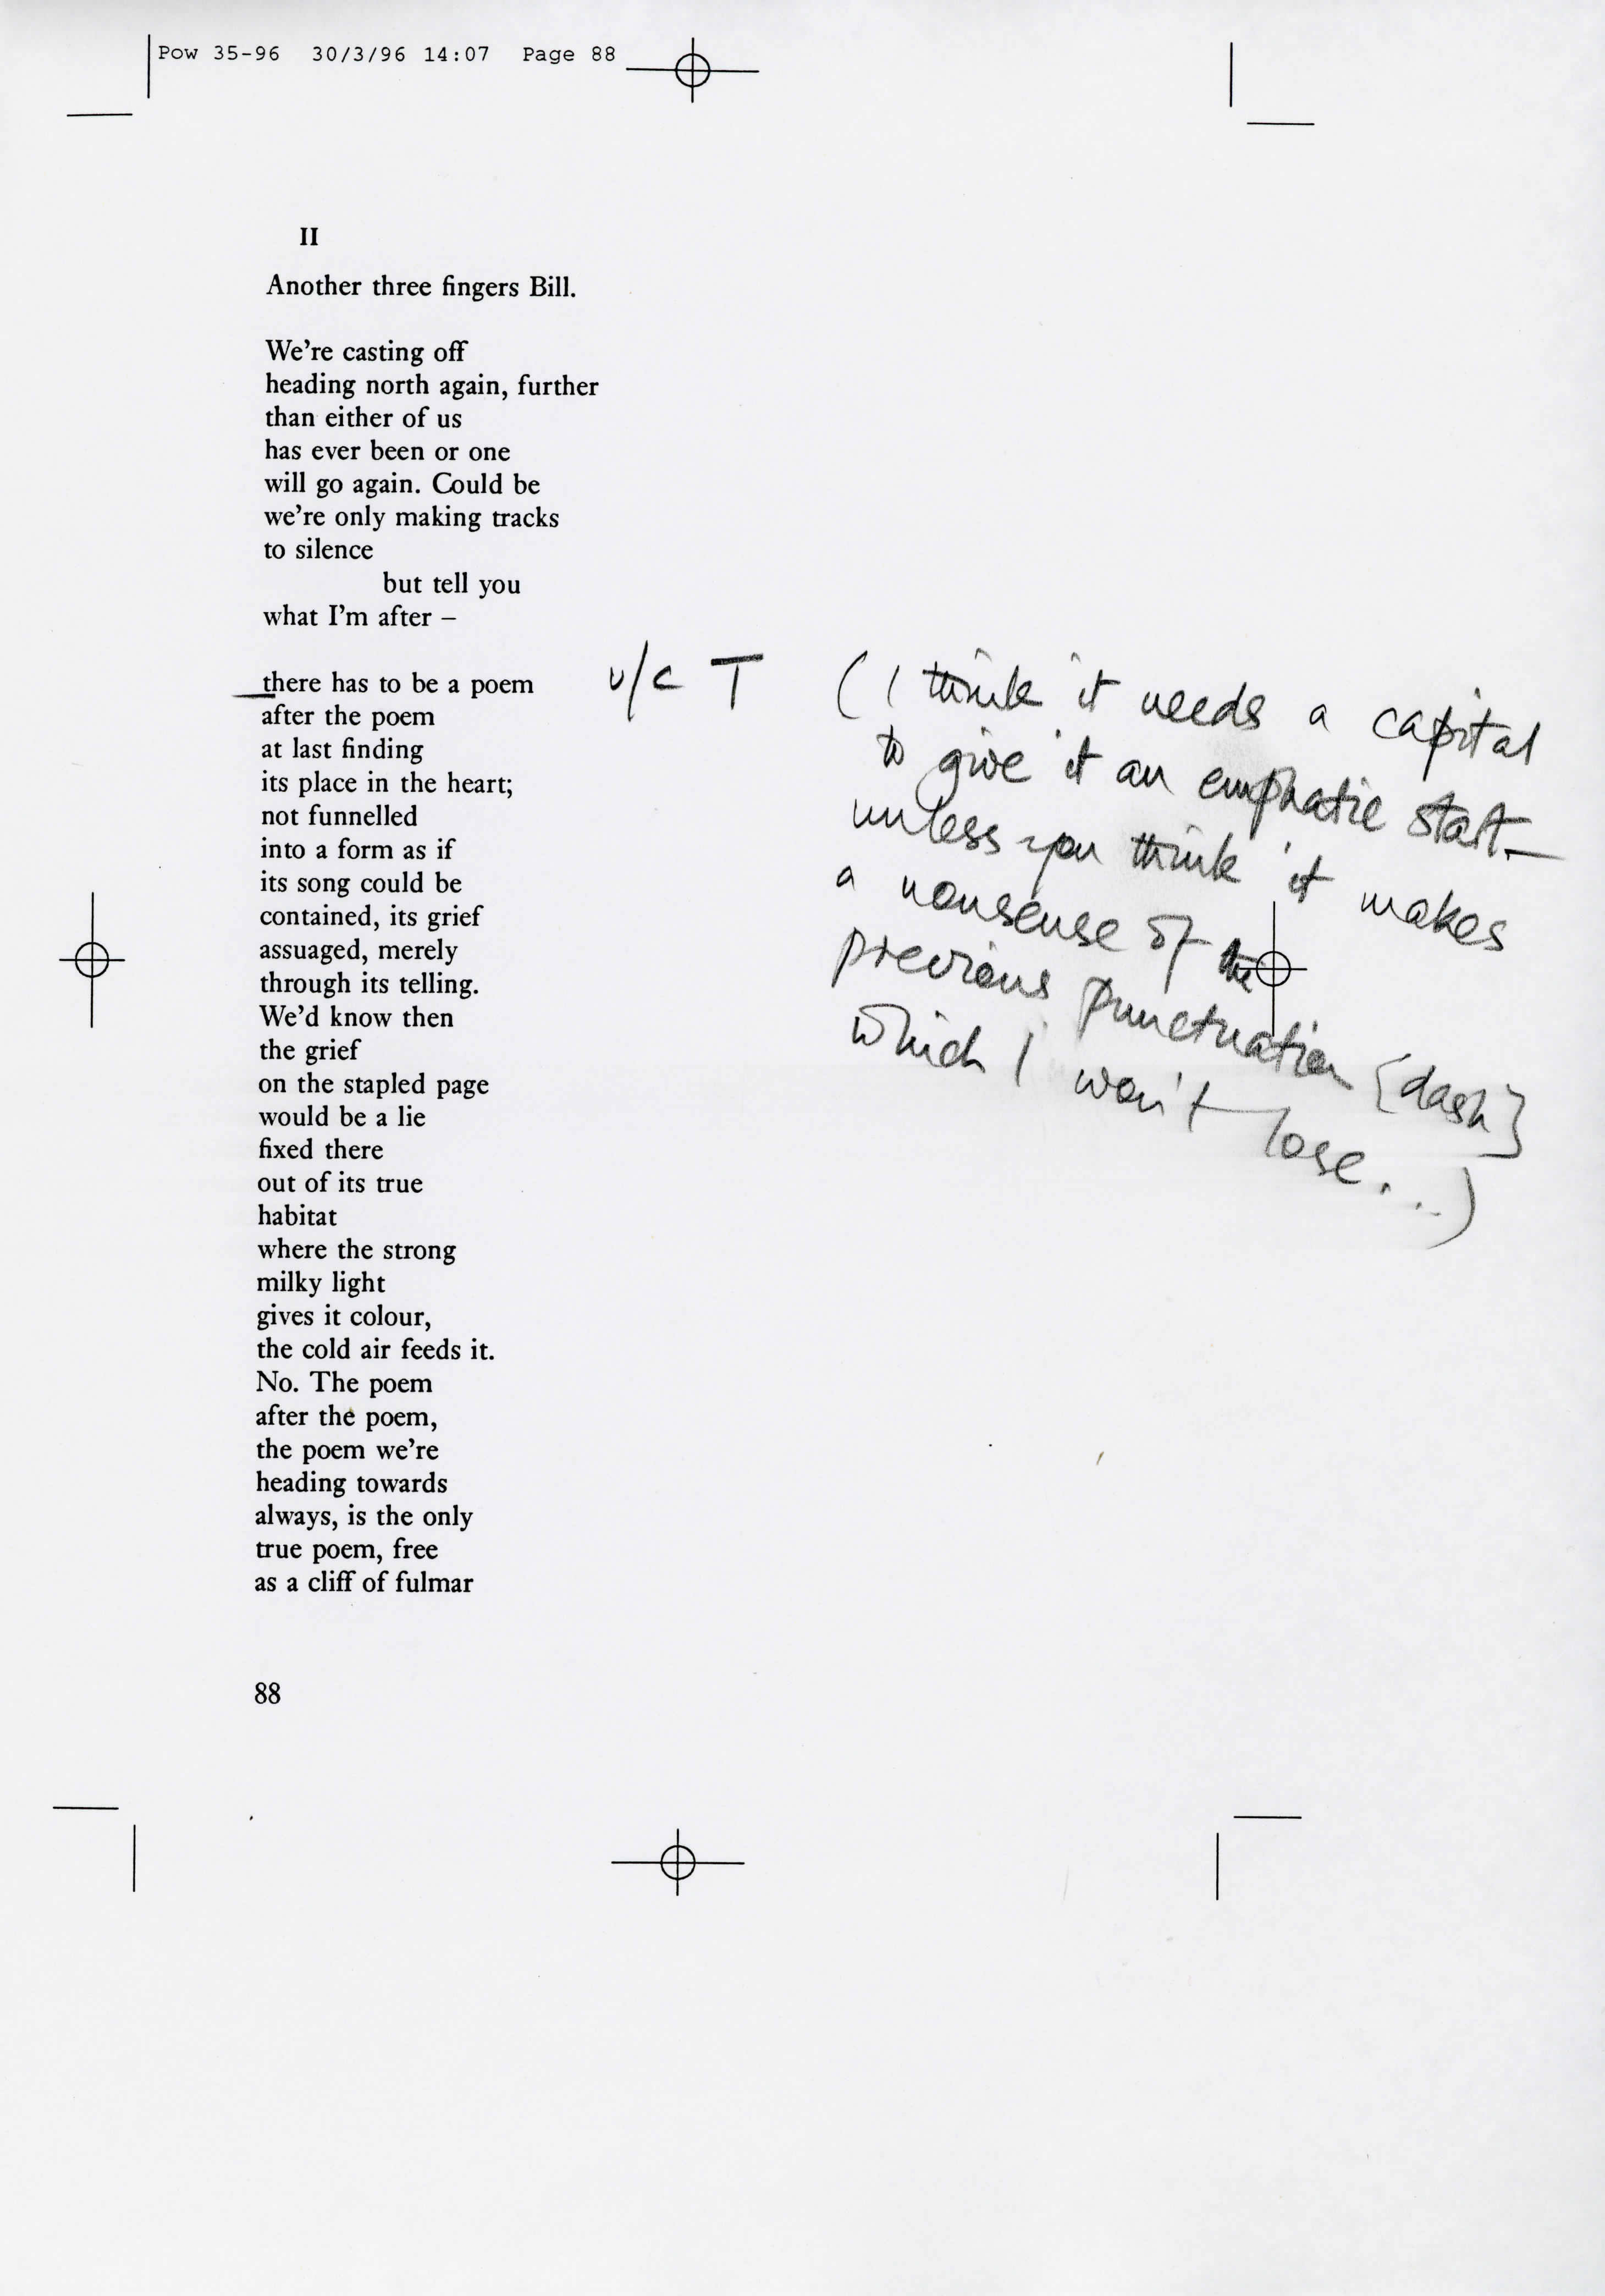 Pow 35-96 30/3/96 14:07 Page 88
II
Another three fingers Bill.
We're casting off
heading north again, further
than either of us
has ever been or one
will go again. Could be
we're only making tracks
to silence
but tell you
what I'm after –
there has to be a poem
after the poem
at last finding
its place in the heart;
not funnelled
into a form as if
its song could be
contained, its grief
assuaged, merely
through its telling.
We'd know then
the grief
on the stapled page
would be a lie
fixed there
out of its true
habitat
where the strong
milky light
gives it colour,
the cold air feeds it.
No. The poem
after the poem,
the poem we're
heading towards
always, is the only
true poem, free
as a cliff of fulmar
88
u/c T
(I think it needs a capital
to give it an emphatic start –
unless you think it makes
a nonsense of the
previous punctuation [dash]
which I won't lose...)